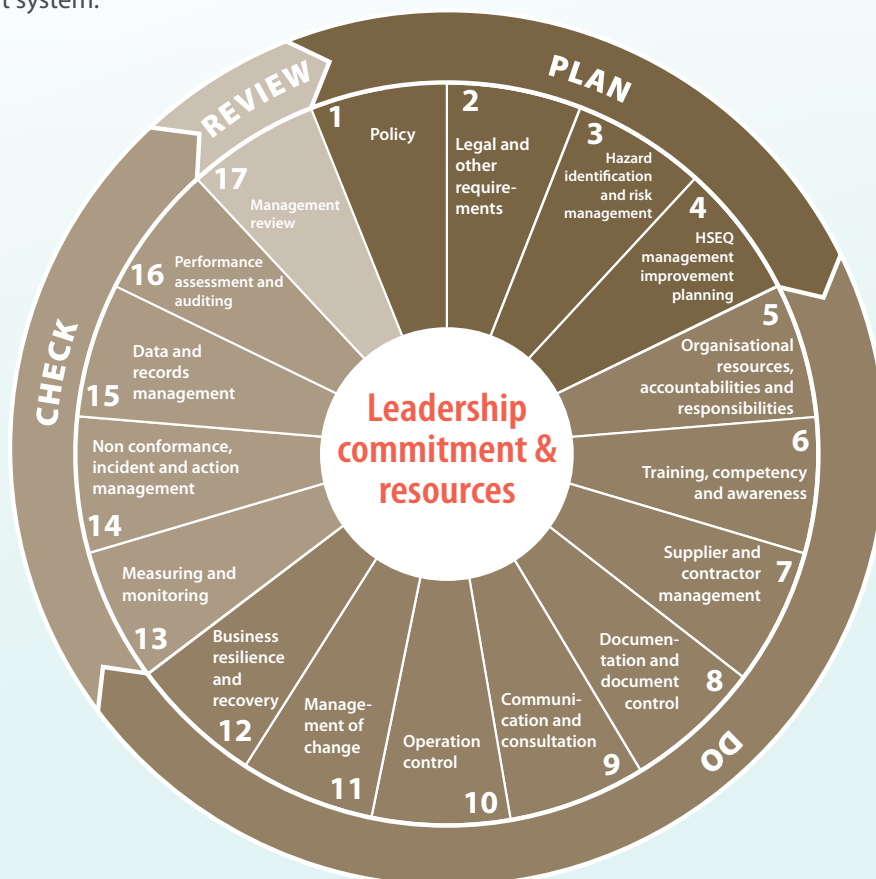 t system.
PLAN
1
Policy
2
Legal and
other
require-
ments
3
Hazard
identification
and risk
management
4
HSEQ
management
improvement
planning
DO
5
Organisational
resources,
accountabilities and
responsibilities
6
Training, competency
and awareness
7
Supplier and
contractor
management
8
Documen-
tation and
document
control
9
Communi-
cation and
consultation
10
Operation
control
11
Manage-
ment of
change
12
Business
resilience
and
recovery
CHECK
13
Measuring and
monitoring
14
Non conformance,
incident and action
management
15
Data and
records
management
16
Performance
assessment and
auditing
REVIEW
17
Management
review
Leadership
commitment &
resources